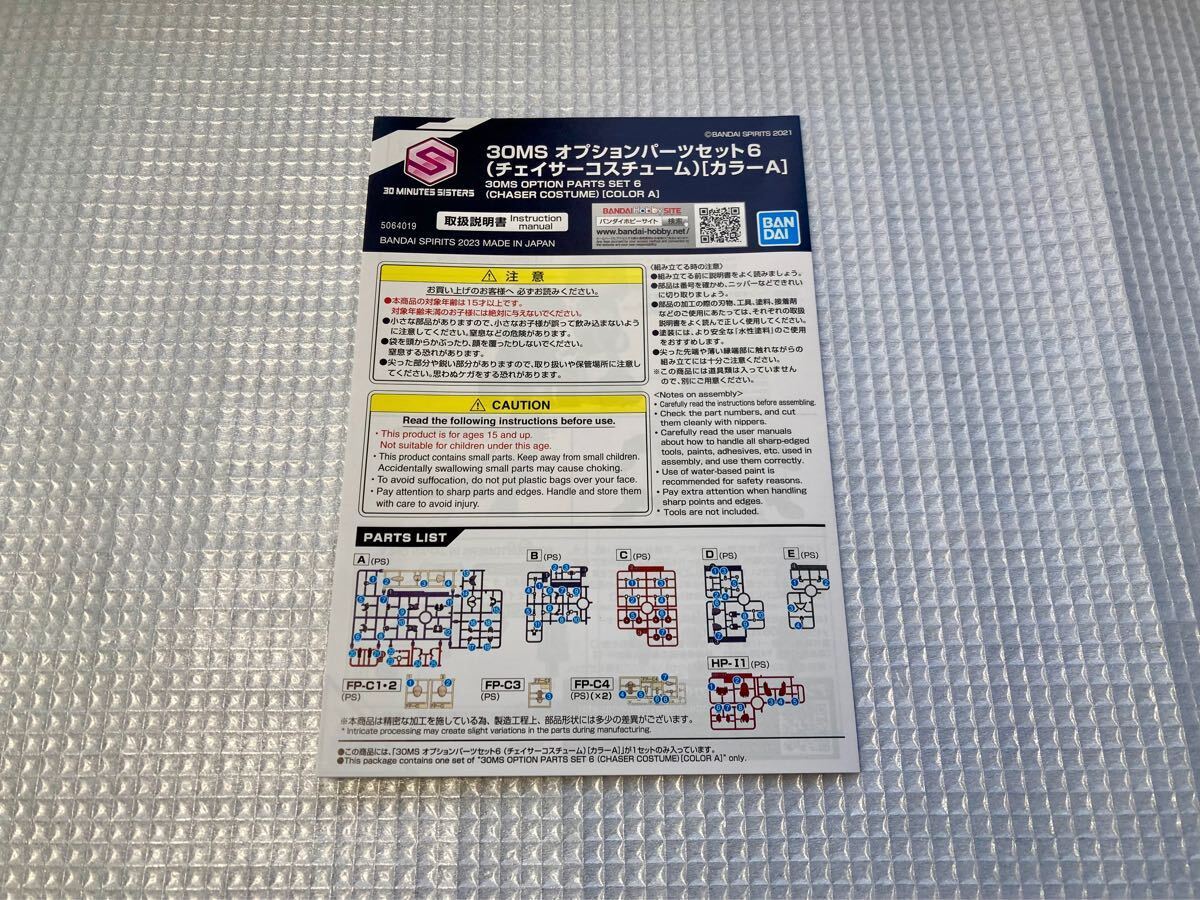 ©BANDAI SPIRITS 2021
30 MINUTES SISTERS
30MS オプションパーツセット6
(チェイサーコスチューム)[カラーA]
30MS OPTION PARTS SET 6
(CHASER COSTUME) [COLOR A]
5064019
取扱説明書 Instruction manual
BANDAI SPIRITS 2023 MADE IN JAPAN
BANDAI HOBBY SITE
バンダイホビーサイト 検索
www.bandai-hobby.net/
BAN
DAI
⚠ 注 意
お買い上げのお客様へ 必ずお読みください。
●本商品の対象年齢は15才以上です。
対象年齢未満のお子様には絶対に与えないでください。
●小さな部品がありますので、小さなお子様が誤って飲み込まないように注意してください。窒息などの危険があります。
●袋を頭からかぶったり、顔を覆ったりしないでください。
窒息する恐れがあります。
●尖った部分や鋭い部分がありますので、取り扱いや保管場所に注意してください。思わぬケガをする恐れがあります。
⚠ CAUTION
Read the following instructions before use.
・This product is for ages 15 and up.
Not suitable for children under this age.
・This product contains small parts. Keep away from small children.
Accidentally swallowing small parts may cause choking.
・To avoid suffocation, do not put plastic bags over your face.
・Pay attention to sharp parts and edges. Handle and store them
with care to avoid injury.
〈組み立てる時の注意〉
●組み立てる前に説明書をよく読みましょう。
●部品は番号を確かめ、ニッパーなどできれい
に切り取りましょう。
●部品の加工の際の刃物、工具、塗料、接着剤
などのご使用にあたっては、それぞれの取扱
説明書をよく読んで正しく使用してください。
●塗装には、より安全な「水性塗料」のご使用
をおすすめします。
●尖った先端や薄い縁端部に触れながらの
組み立てには十分ご注意ください。
※この商品には道具類は入っていません
ので、別にご用意ください。
<Notes on assembly>
• Carefully read the instructions before assembling.
• Check the part numbers, and cut
them cleanly with nippers.
• Carefully read the user manuals
about how to handle all sharp-edged
tools, paints, adhesives, etc. used in
assembly, and use them correctly.
• Use of water-based paint is
recommended for safety reasons.
• Pay extra attention when handling
sharp points and edges.
• Tools are not included.
PARTS LIST
A (PS)
B (PS)
C (PS)
D (PS)
E (PS)
FP-C1・2 (PS)
FP-C3 (PS)
FP-C4 (PS)(×2)
HP-I1 (PS)
※本商品は精密な加工を施している為、製造工程上、部品形状には多少の差異がございます。
* Intricate processing may create slight variations in the parts during manufacturing.
●この商品には、「30MS オプションパーツセット6 (チェイサーコスチューム)[カラーA]」が1セットのみ入っています。
●This package contains one set of "30MS OPTION PARTS SET 6 (CHASER COSTUME)[COLOR A]" only.